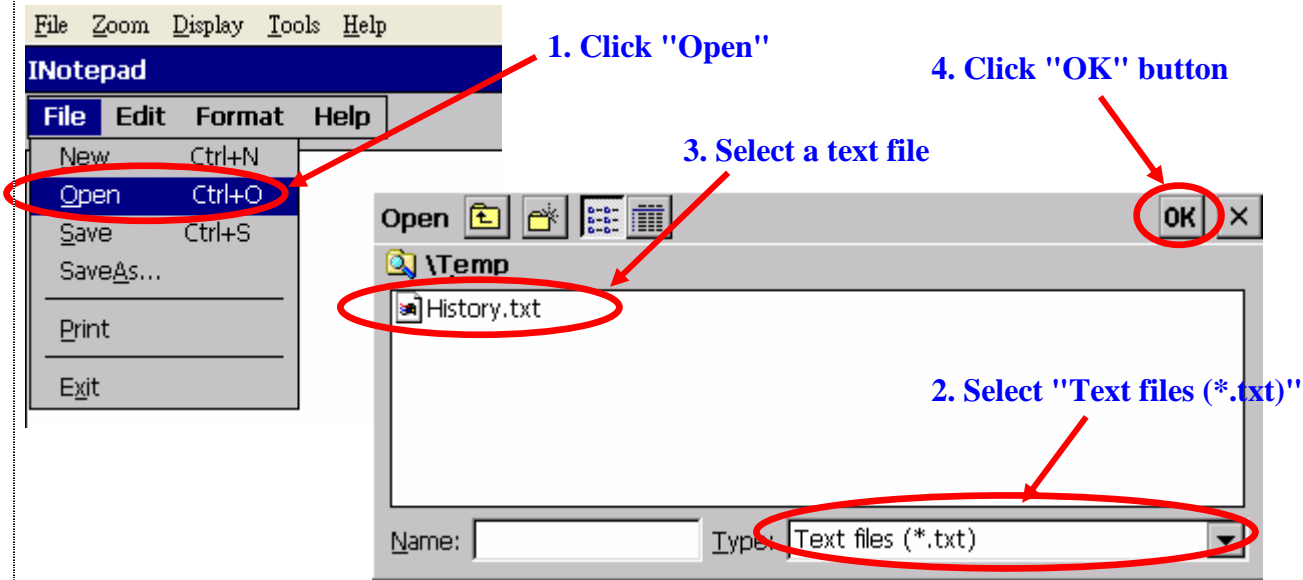 File Zoom Display Tools Help
1. Click "Open"
4. Click "OK" button
INotepad
File Edit Format Help
New Ctrl+N
3. Select a text file
Open Ctrl+O
Save Ctrl+S
SaveAs...
Print
Exit
Open OK ×
\Temp
History.txt
2. Select "Text files (*.txt)"
Name: Type: Text files (*.txt)